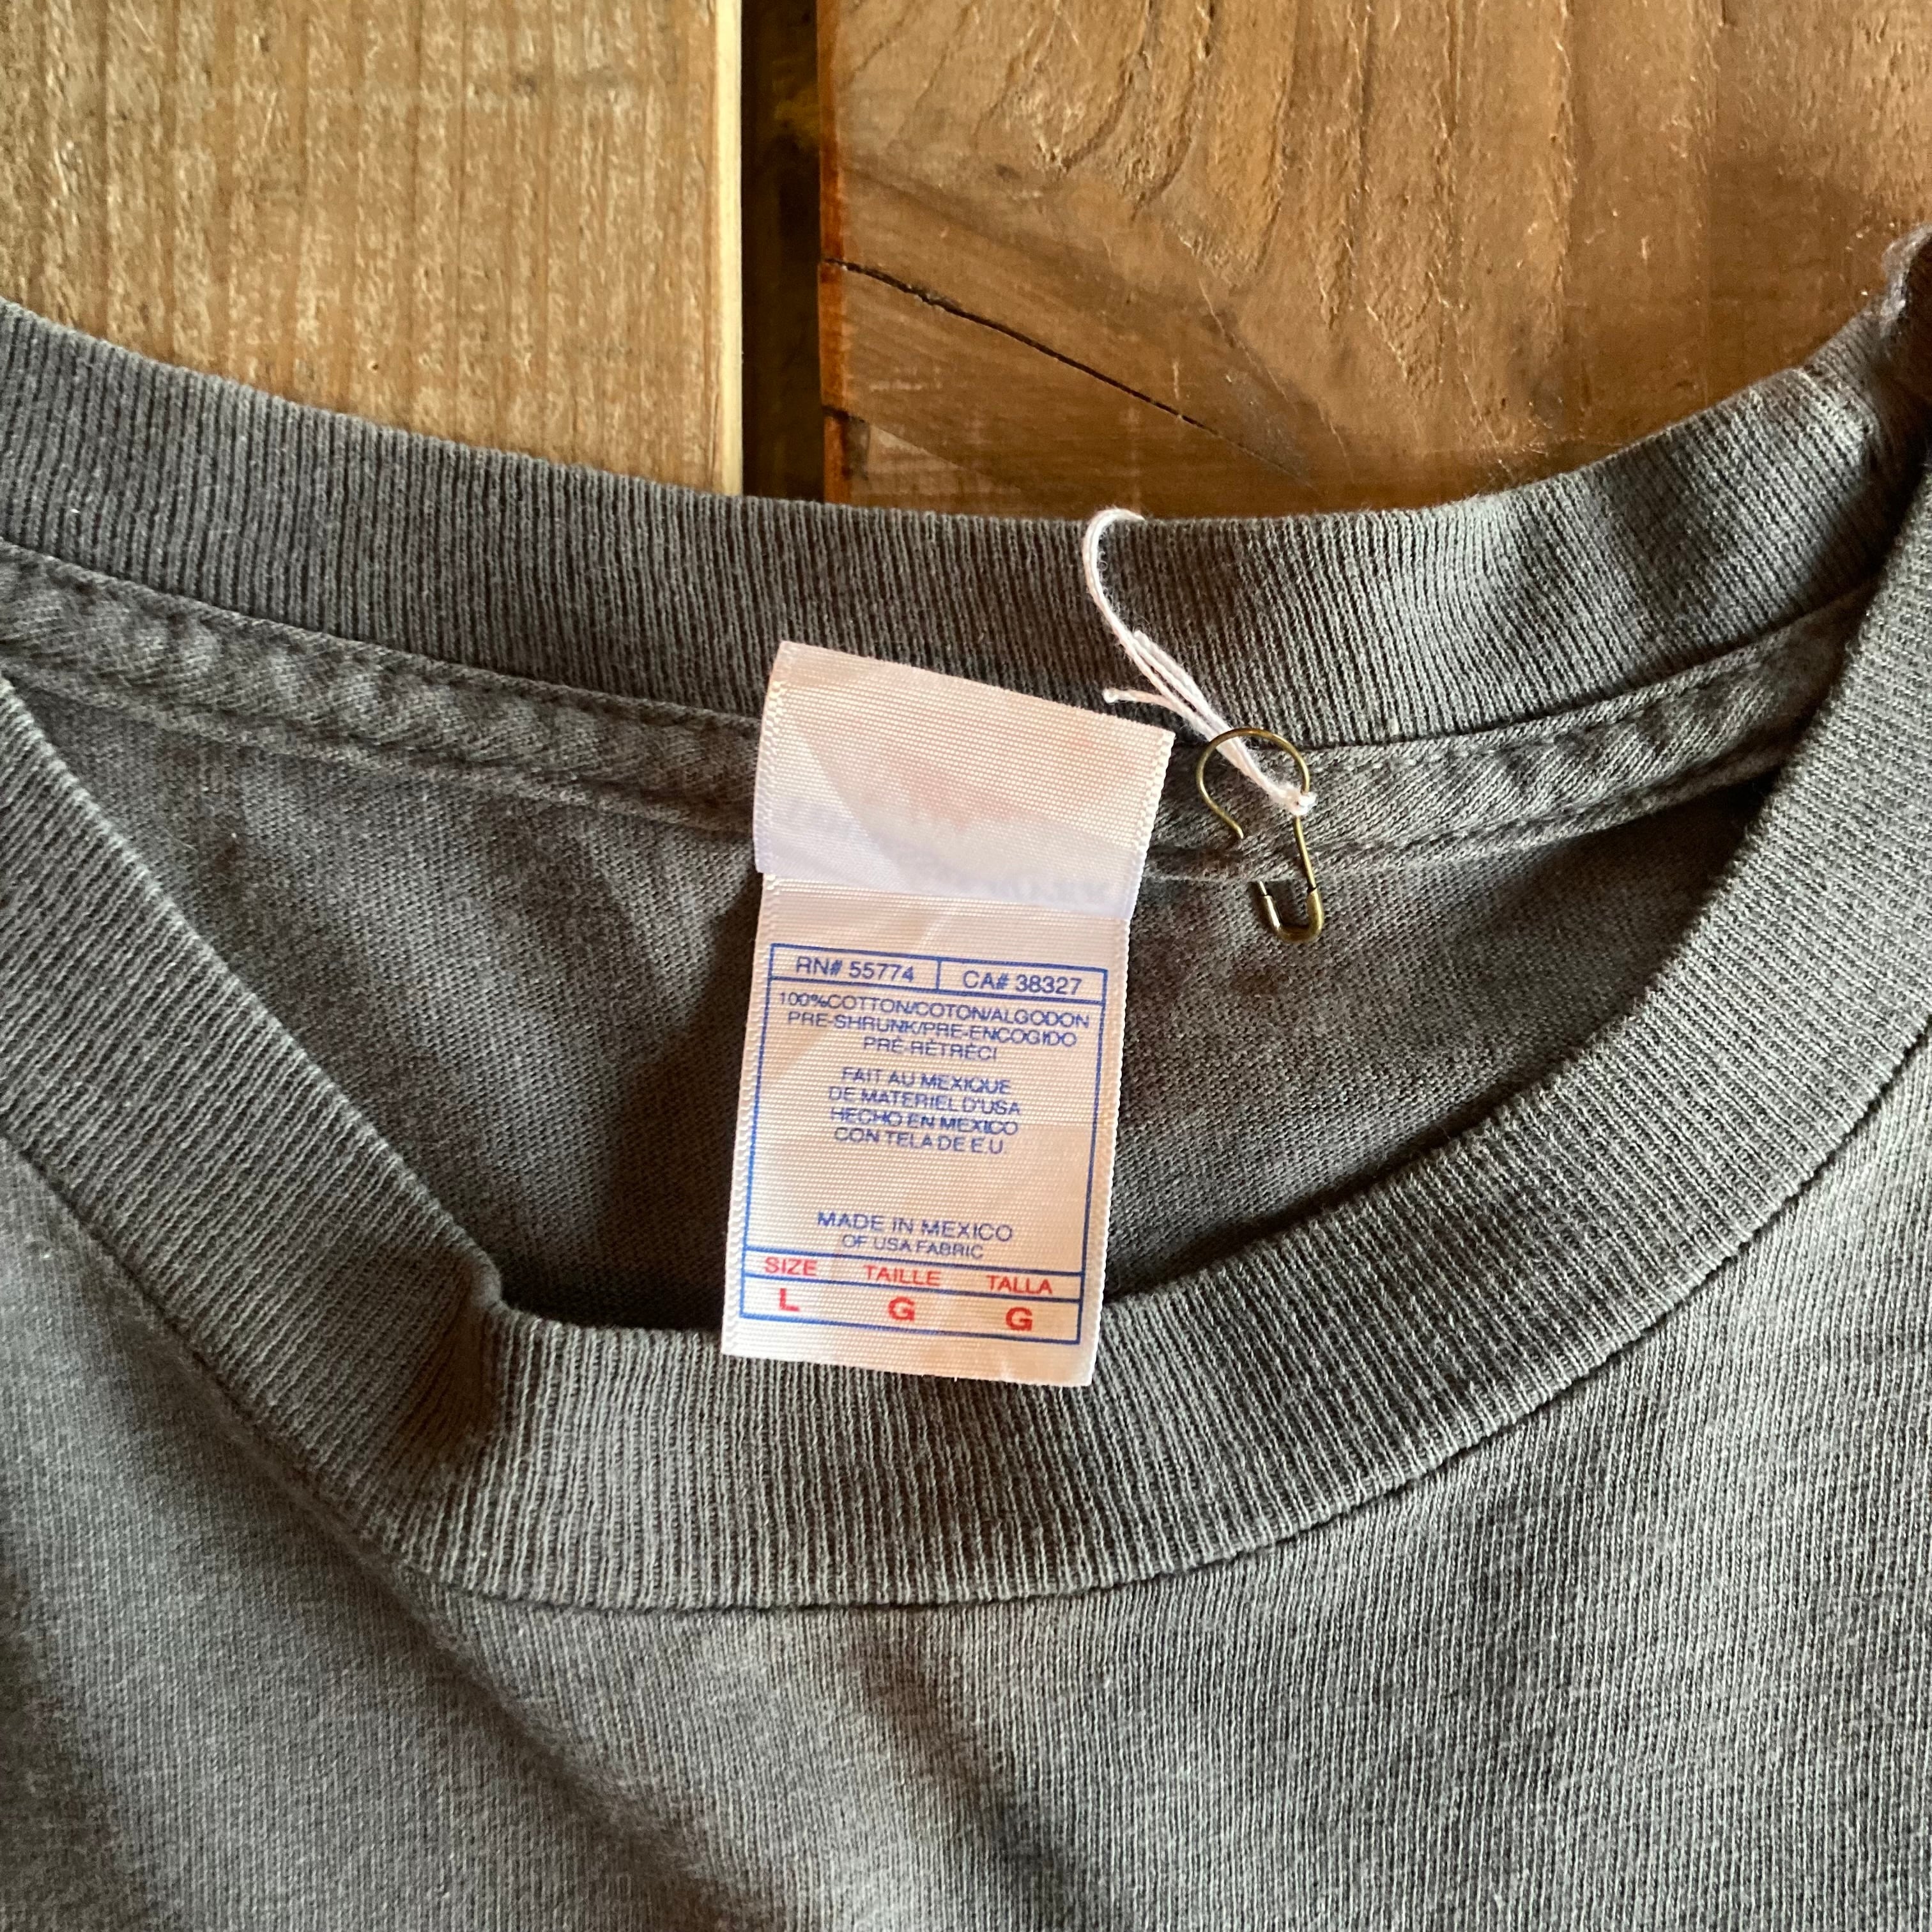 RN# 55774 CA# 38327
100%COTTON/COTON/ALGODON
PRE-SHRUNK/PRE-ENCOGIDO
PRÉ-RÉTRÉCI
FAIT AU MEXIQUE
DE MATERIEL D'USA
HECHO EN MEXICO
CON TELA DE E.U.
MADE IN MEXICO
OF USA FABRIC
SIZE TAILLE TALLA
L G G